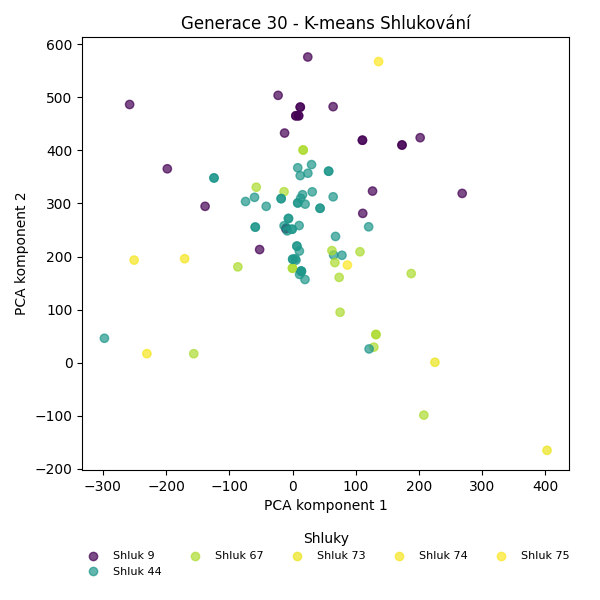 Generace 30 - K-means Shlukování
600
500
400
300
200
100
0
−100
−200
PCA komponent 2
−300 −200 −100 0 100 200 300 400
PCA komponent 1
Shluky
Shluk 9 Shluk 67 Shluk 73 Shluk 74 Shluk 75
Shluk 44